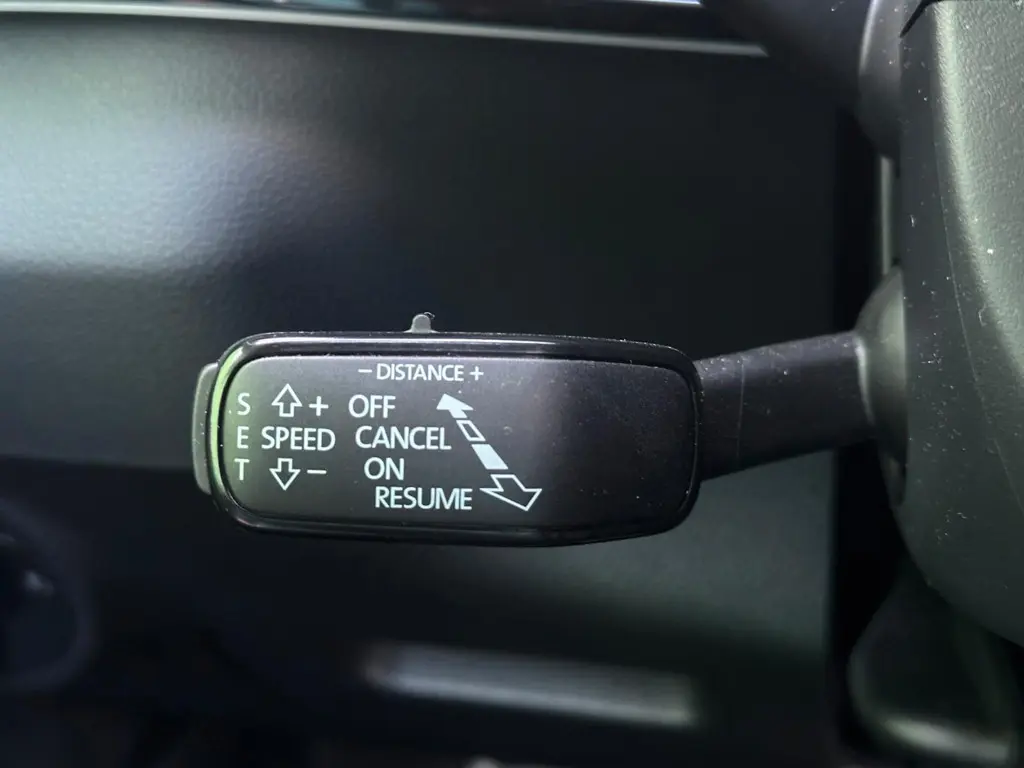 − DISTANCE +
S + OFF
E SPEED CANCEL
T − ON
RESUME